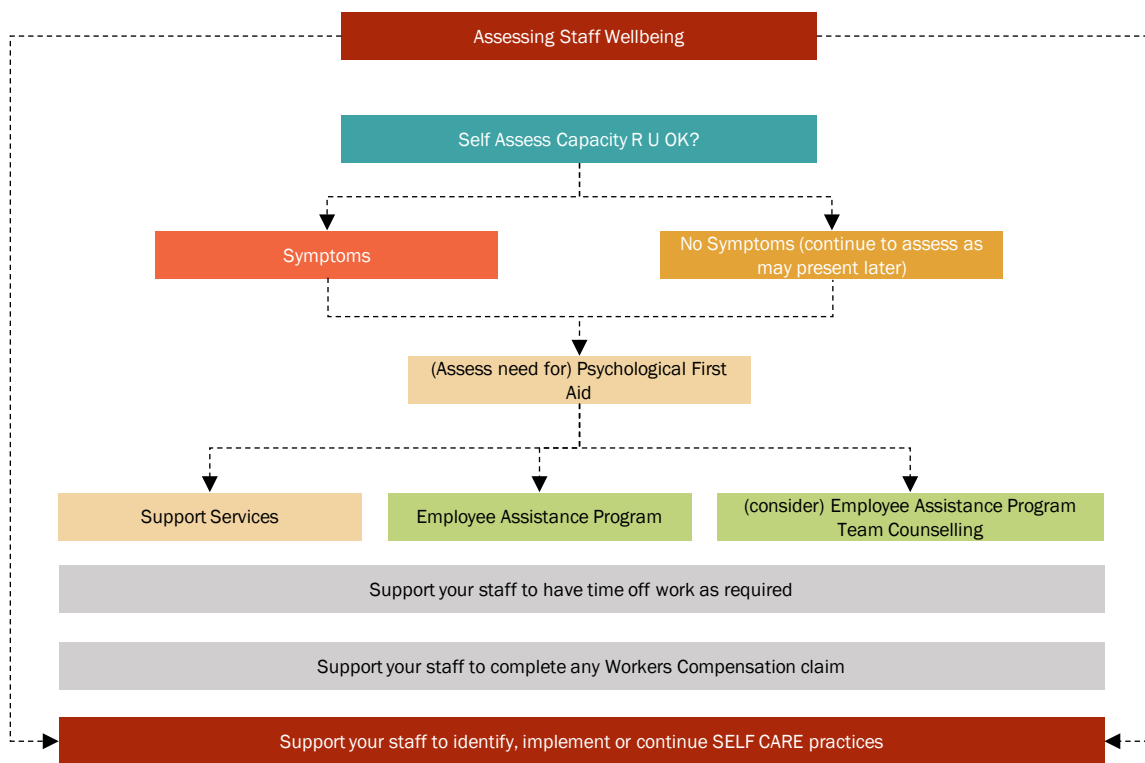 Assessing Staff Wellbeing
Self Assess Capacity R U OK?
Symptoms
No Symptoms (continue to assess as
may present later)
(Assess need for) Psychological First
Aid
Support Services
Employee Assistance Program
(consider) Employee Assistance Program
Team Counselling
Support your staff to have time off work as required
Support your staff to complete any Workers Compensation claim
Support your staff to identify, implement or continue SELF CARE practices